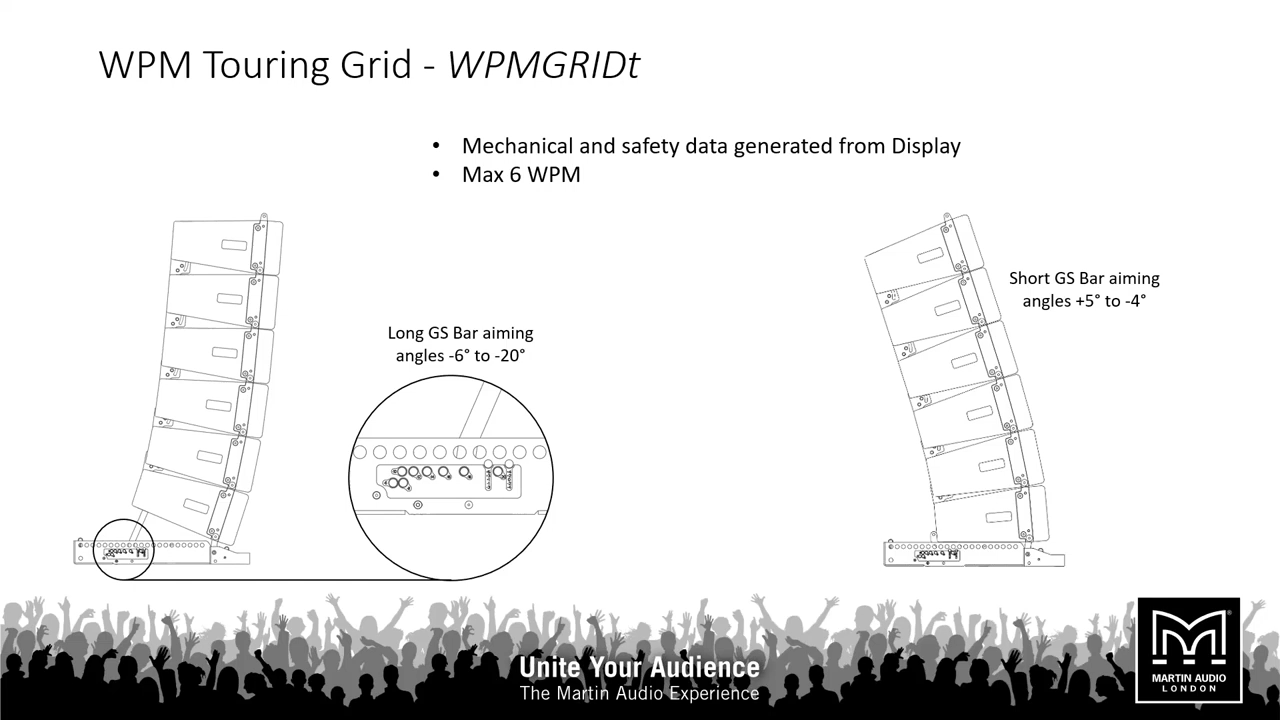 WPM Touring Grid - WPMGRIDt
• Mechanical and safety data generated from Display
• Max 6 WPM
Long GS Bar aiming
angles -6° to -20°
Short GS Bar aiming
angles +5° to -4°
Unite Your Audience
The Martin Audio Experience
MARTIN AUDIO
LONDON